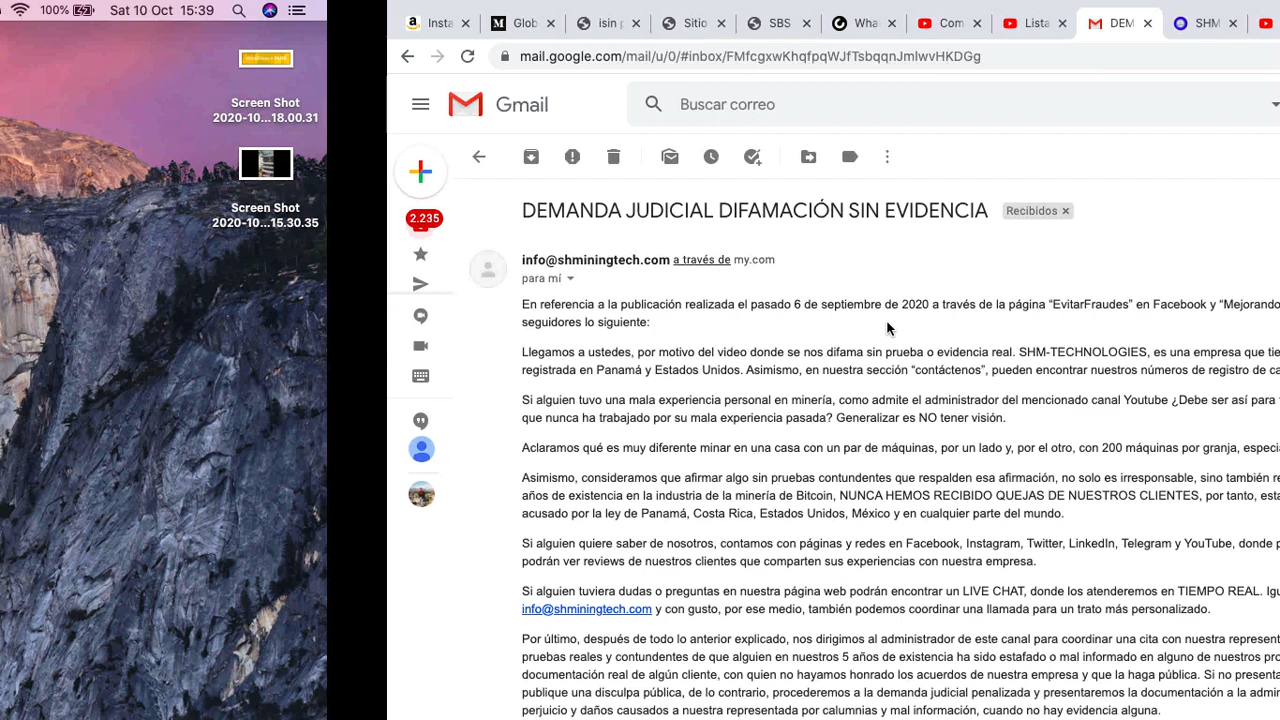 100%
Sat 10 Oct 15:39
Screen Shot
2020-10...18.00.31
Screen Shot
2020-10...15.30.35
Insta
Glob
isin
Sitio
SBS
Wha
Com
Lista
DEM
SHM
mail.google.com/mail/u/0/#inbox/FMfcgxwKhqfpqWJfTsbqqnJmlwvHKDGg
Gmail
Buscar correo
2.235
DEMANDA JUDICIAL DIFAMACIÓN SIN EVIDENCIA
Recibidos x
info@shminingtech.com a través de my.com
para mí
En referencia a la publicación realizada el pasado 6 de septiembre de 2020 a través de la página “EvitarFraudes” en Facebook y “Mejorando
seguidores lo siguiente:
Llegamos a ustedes, por motivo del video donde se nos difama sin prueba o evidencia real. SHM-TECHNOLOGIES, es una empresa que tie
registrada en Panamá y Estados Unidos. Asimismo, en nuestra sección “contáctenos”, pueden encontrar nuestros números de registro de ca
Si alguien tuvo una mala experiencia personal en minería, como admite el administrador del mencionado canal Youtube ¿Debe ser así para
que nunca ha trabajado por su mala experiencia pasada? Generalizar es NO tener visión.
Aclaramos qué es muy diferente minar en una casa con un par de máquinas, por un lado y, por el otro, con 200 máquinas por granja, especia
Asimismo, consideramos que afirmar algo sin pruebas contundentes que respalden esa afirmación, no solo es irresponsable, sino también re
años de existencia en la industria de la minería de Bitcoin, NUNCA HEMOS RECIBIDO QUEJAS DE NUESTROS CLIENTES, por tanto, esta
acusado por la ley de Panamá, Costa Rica, Estados Unidos, México y en cualquier parte del mundo.
Si alguien quiere saber de nosotros, contamos con páginas y redes en Facebook, Instagram, Twitter, LinkedIn, Telegram y YouTube, donde p
podrán ver reviews de nuestros clientes que comparten sus experiencias con nuestra empresa.
Si alguien tuviera dudas o preguntas en nuestra página web podrán encontrar un LIVE CHAT, donde los atenderemos en TIEMPO REAL. Igu
info@shminingtech.com y con gusto, por ese medio, también podemos coordinar una llamada para un trato más personalizado.
Por último, después de todo lo anterior explicado, nos dirigimos al administrador de este canal para coordinar una cita con nuestra represent
pruebas reales y contundentes de que alguien en nuestros 5 años de existencia ha sido estafado o mal informado en alguno de nuestros pro
documentación real de algún cliente, con quien no hayamos honrado los acuerdos de nuestra empresa y que la haga pública. Si no presenta
publique una disculpa pública, de lo contrario, procederemos a la demanda judicial penalizada y presentaremos la documentación a la admi
perjuicio y daños causados a nuestra representada por calumnias y mal información, cuando no hay evidencia alguna.